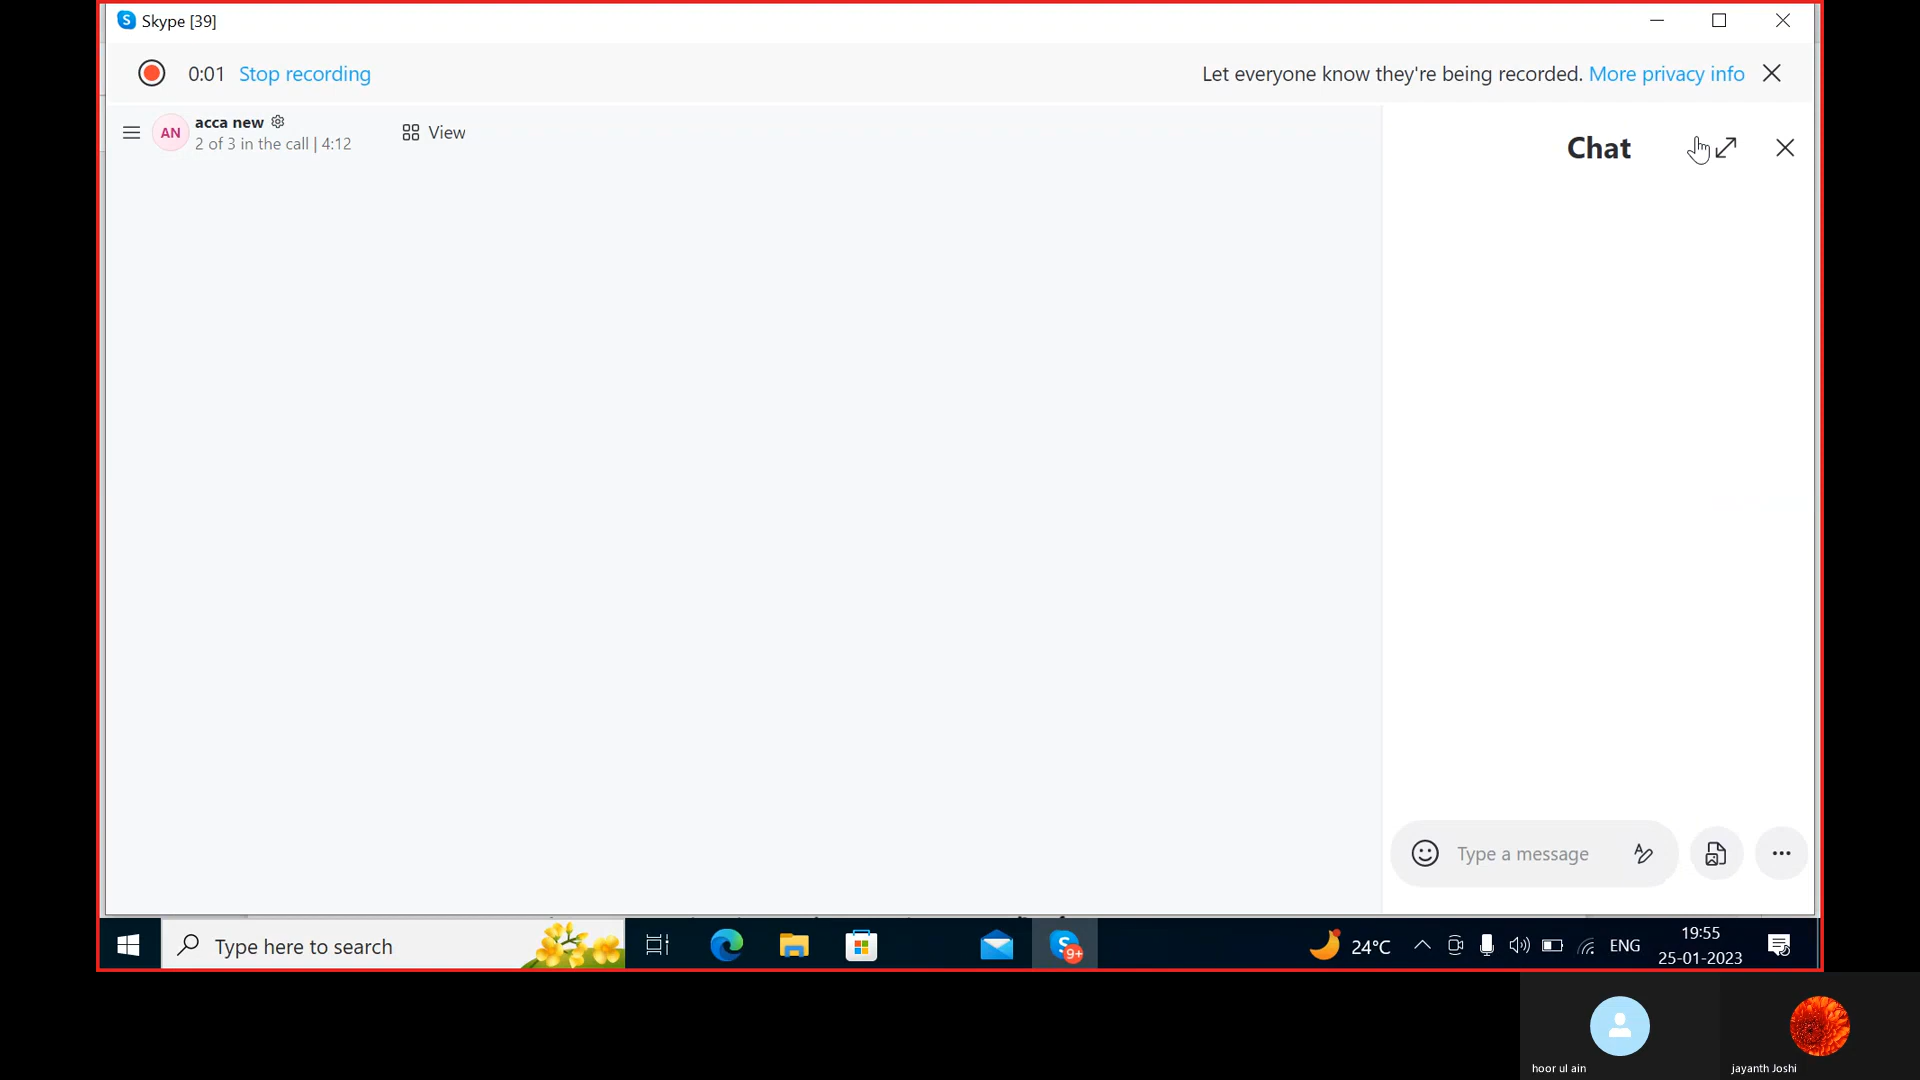 Skype [39]
0:01 Stop recording
Let everyone know they're being recorded. More privacy info
AN
acca new
2 of 3 in the call | 4:12
View
Chat
Type a message
Type here to search
9+
24°C
ENG
19:55
25-01-2023
hoor ul ain
jayanth Joshi